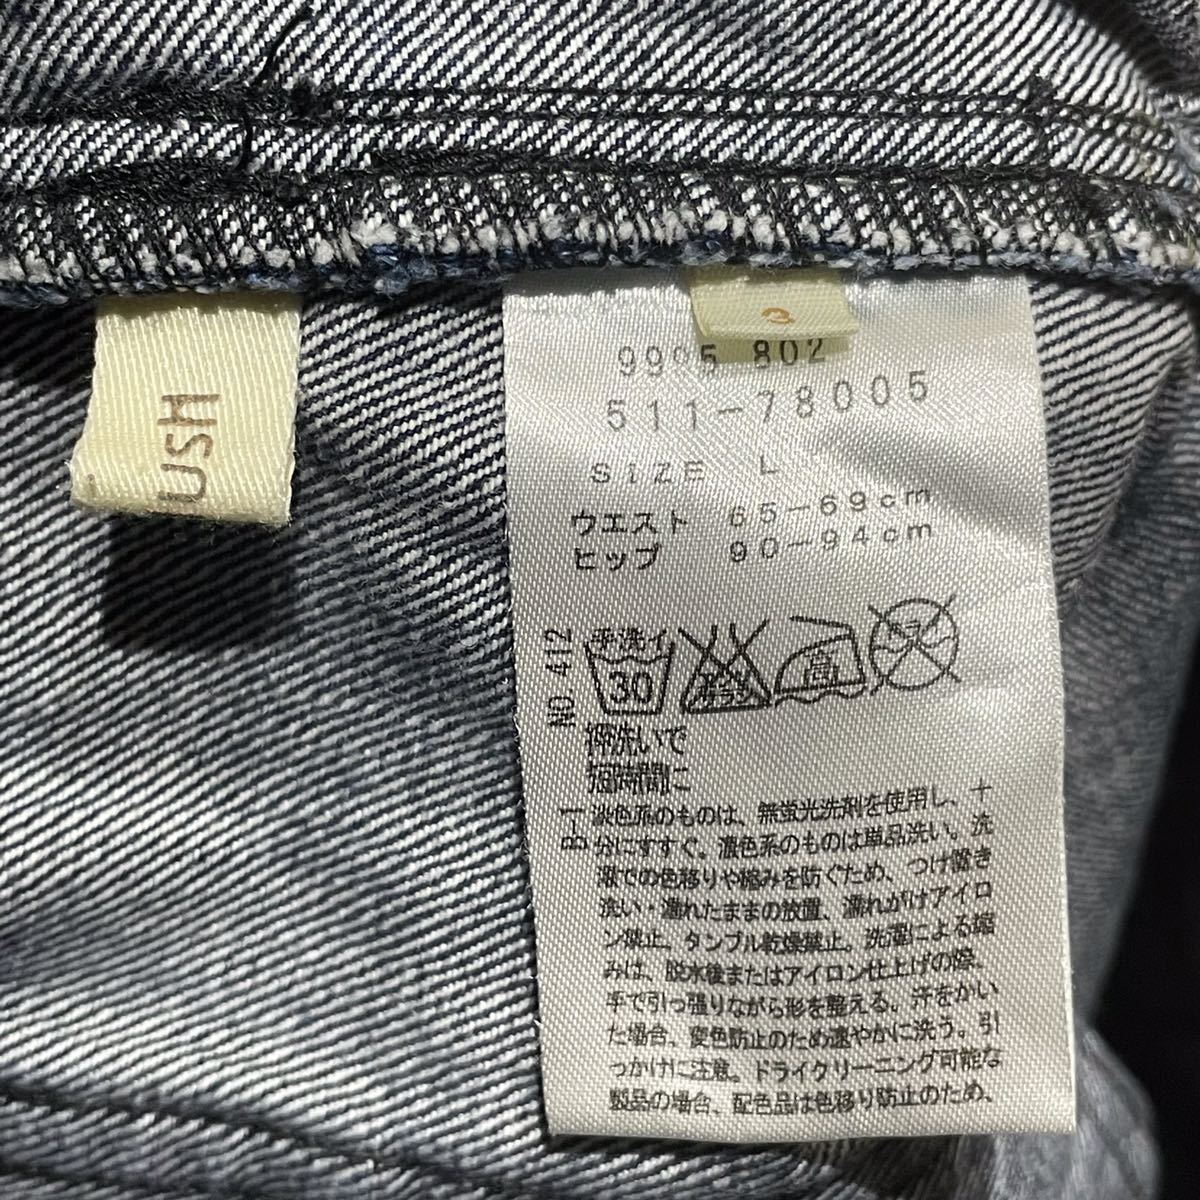 USH
3
802
511-78005
SIZE L
ウエスト 65-69cm
ヒップ 90-94cm
NO. 412
手洗イ
30
エンソ
サラシ
高
ドライ
押洗いで
短時間に
B-1
淡色系のものは、無蛍光洗剤を使用し、十
分にすすぐ。濃色系のものは単品洗い。洗
濯での色移りや縮みを防ぐため、つけ置き
洗い・濡れたままの放置、濡れがけアイロ
ン禁止。タンブル乾燥禁止。洗濯による縮
みは、脱水後またはアイロン仕上げの際、
手で引っ張りながら形を整える。汗をかい
た場合、変色防止のため速やかに洗う。引
っかけに注意。ドライクリーニング可能な
製品の場合、配色品は色移り防止のため、